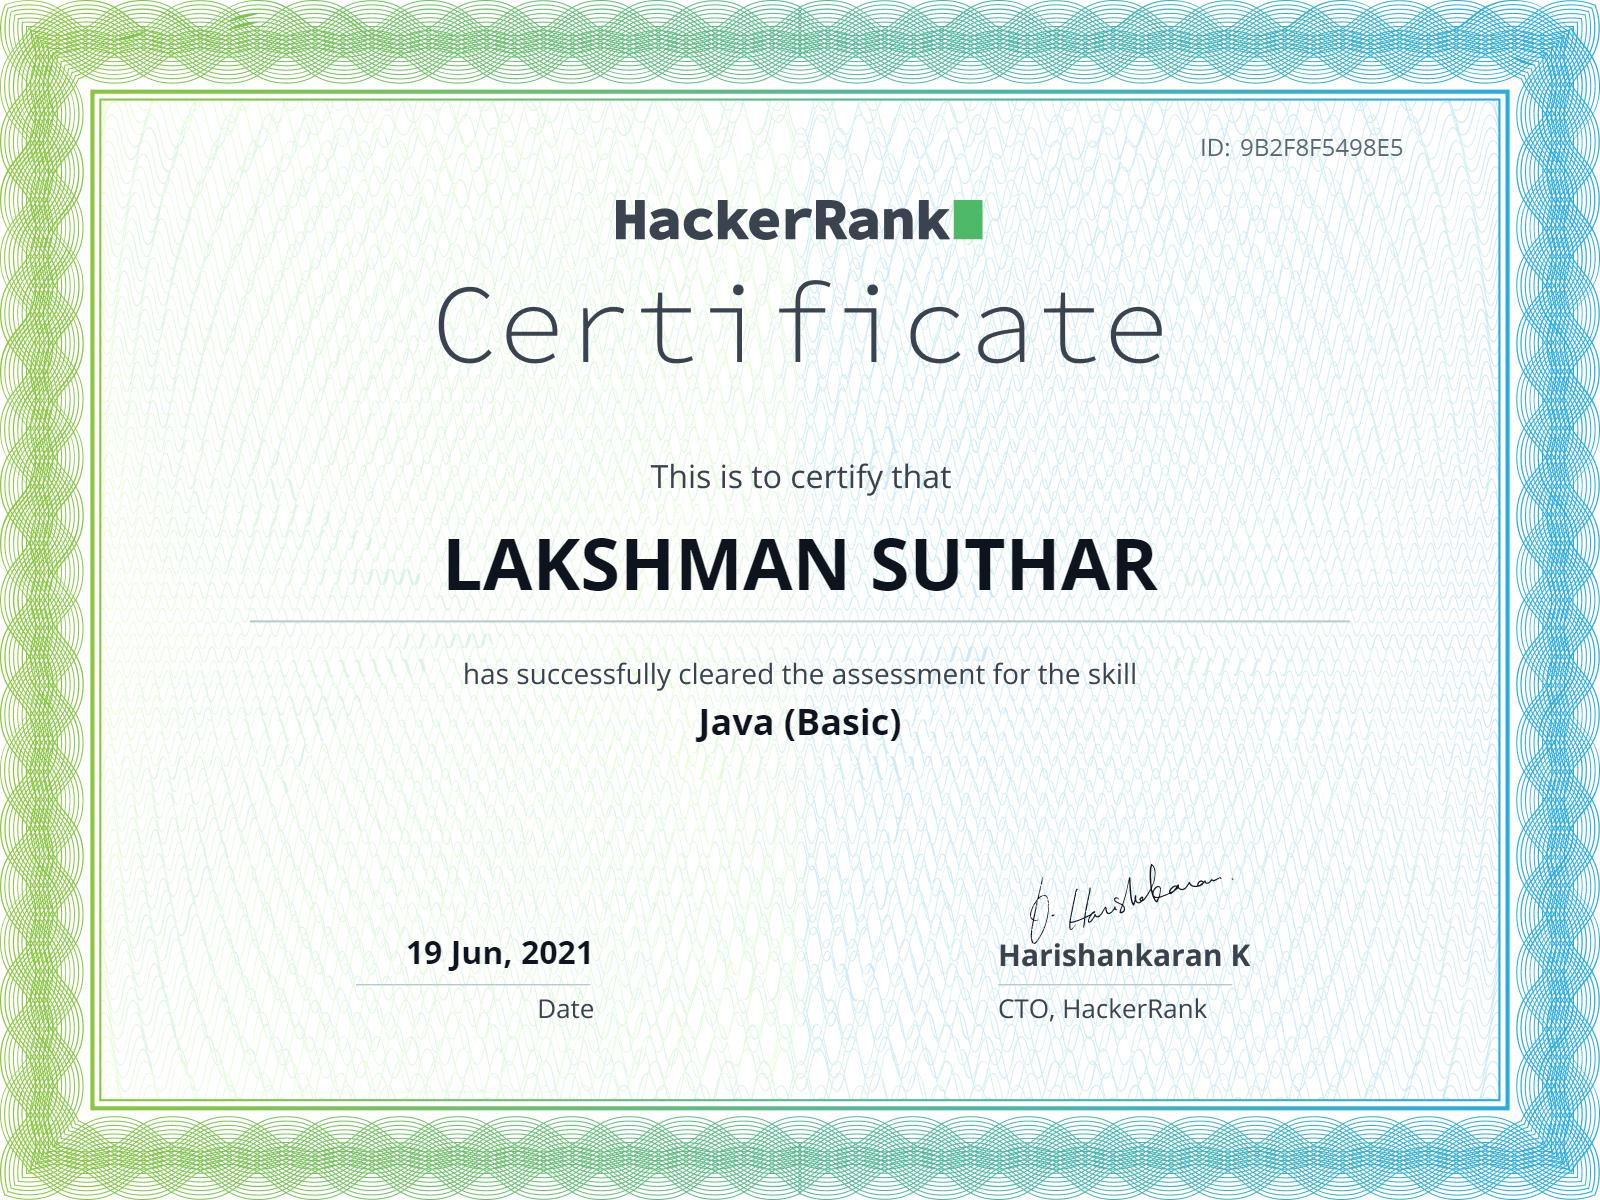 ID: 9B2F8F5498E5
HackerRank
Certificate
This is to certify that
LAKSHMAN SUTHAR
has successfully cleared the assessment for the skill
Java (Basic)
19 Jun, 2021
Date
Harishankaran K
CTO, HackerRank